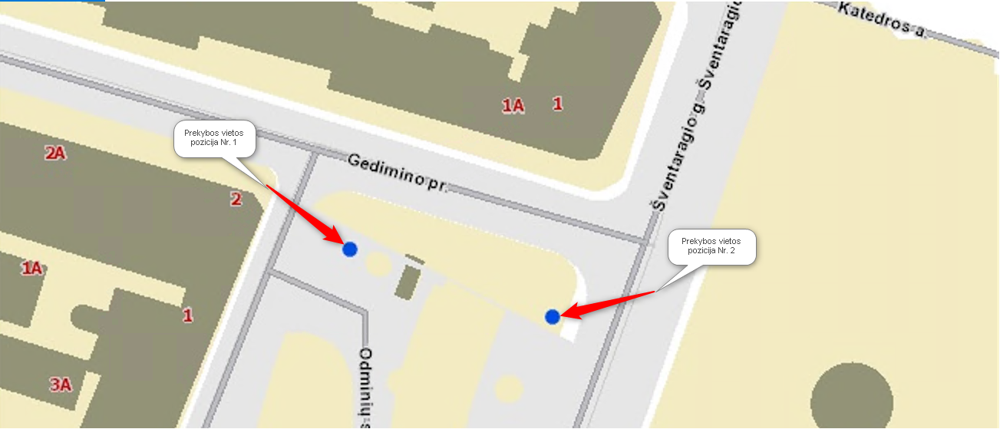 Katedros a.
Šventaragio g.
Šventaragio
1A
1
Prekybos vietos
pozicija Nr. 1
2A
Gedimino pr.
2
Prekybos vietos
pozicija Nr. 2
1A
1
3A
Odminių s